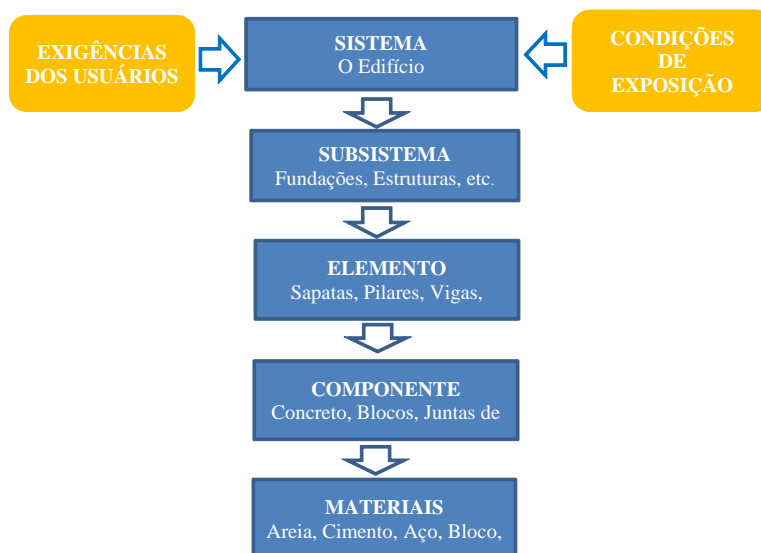 EXIGÊNCIAS
DOS USUÁRIOS
SISTEMA
O Edifício
CONDIÇÕES
DE
EXPOSIÇÃO
SUBSISTEMA
Fundações, Estruturas, etc.
ELEMENTO
Sapatas, Pilares, Vigas,
COMPONENTE
Concreto, Blocos, Juntas de
MATERIAIS
Areia, Cimento, Aço, Bloco,